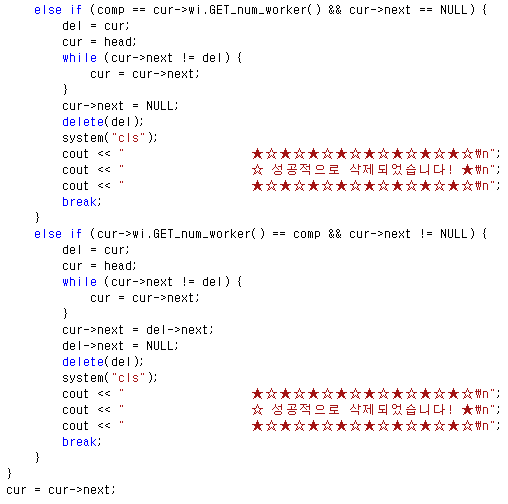 else if (comp == cur->wi.GET_num_worker() && cur->next == NULL) {
del = cur;
cur = head;
while (cur->next != del) {
cur = cur->next;
}
cur->next = NULL;
delete(del);
system("cls");
cout << "                    ★☆★☆★☆★☆★☆★☆★☆★☆\n";
cout << "                    ☆ 성공적으로 삭제되었습니다! ★\n";
cout << "                    ★☆★☆★☆★☆★☆★☆★☆★☆\n";
break;
}
else if (cur->wi.GET_num_worker() == comp && cur->next != NULL) {
del = cur;
cur = head;
while (cur->next != del) {
cur = cur->next;
}
cur->next = del->next;
del->next = NULL;
delete(del);
system("cls");
cout << "                    ★☆★☆★☆★☆★☆★☆★☆★☆\n";
cout << "                    ☆ 성공적으로 삭제되었습니다! ★\n";
cout << "                    ★☆★☆★☆★☆★☆★☆★☆★☆\n";
break;
}
}
cur = cur->next;